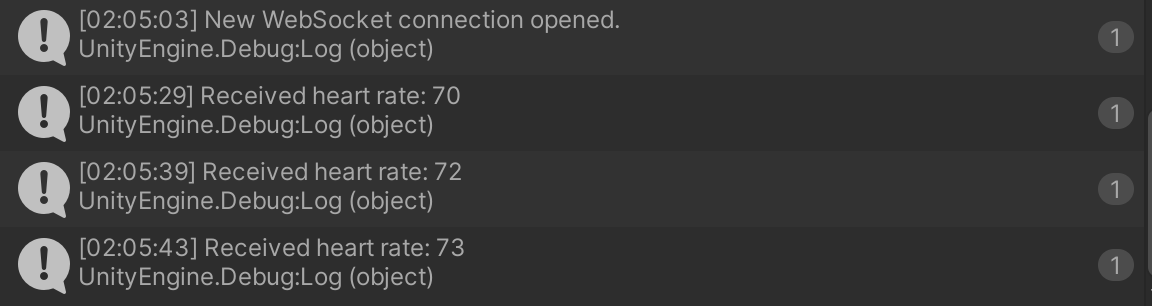 [02:05:03] New WebSocket connection opened.
UnityEngine.Debug:Log (object)
1
[02:05:29] Received heart rate: 70
UnityEngine.Debug:Log (object)
1
[02:05:39] Received heart rate: 72
UnityEngine.Debug:Log (object)
1
[02:05:43] Received heart rate: 73
UnityEngine.Debug:Log (object)
1